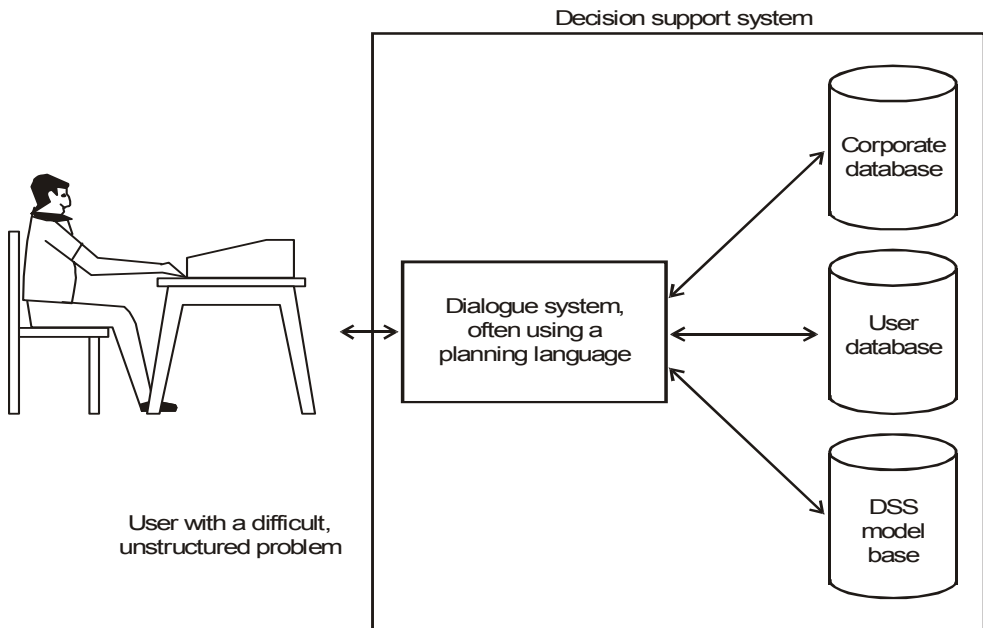 Decision support system
Corporate
database
Dialogue system,
often using a
planning language
User
database
User with a difficult,
unstructured problem
DSS
model
base